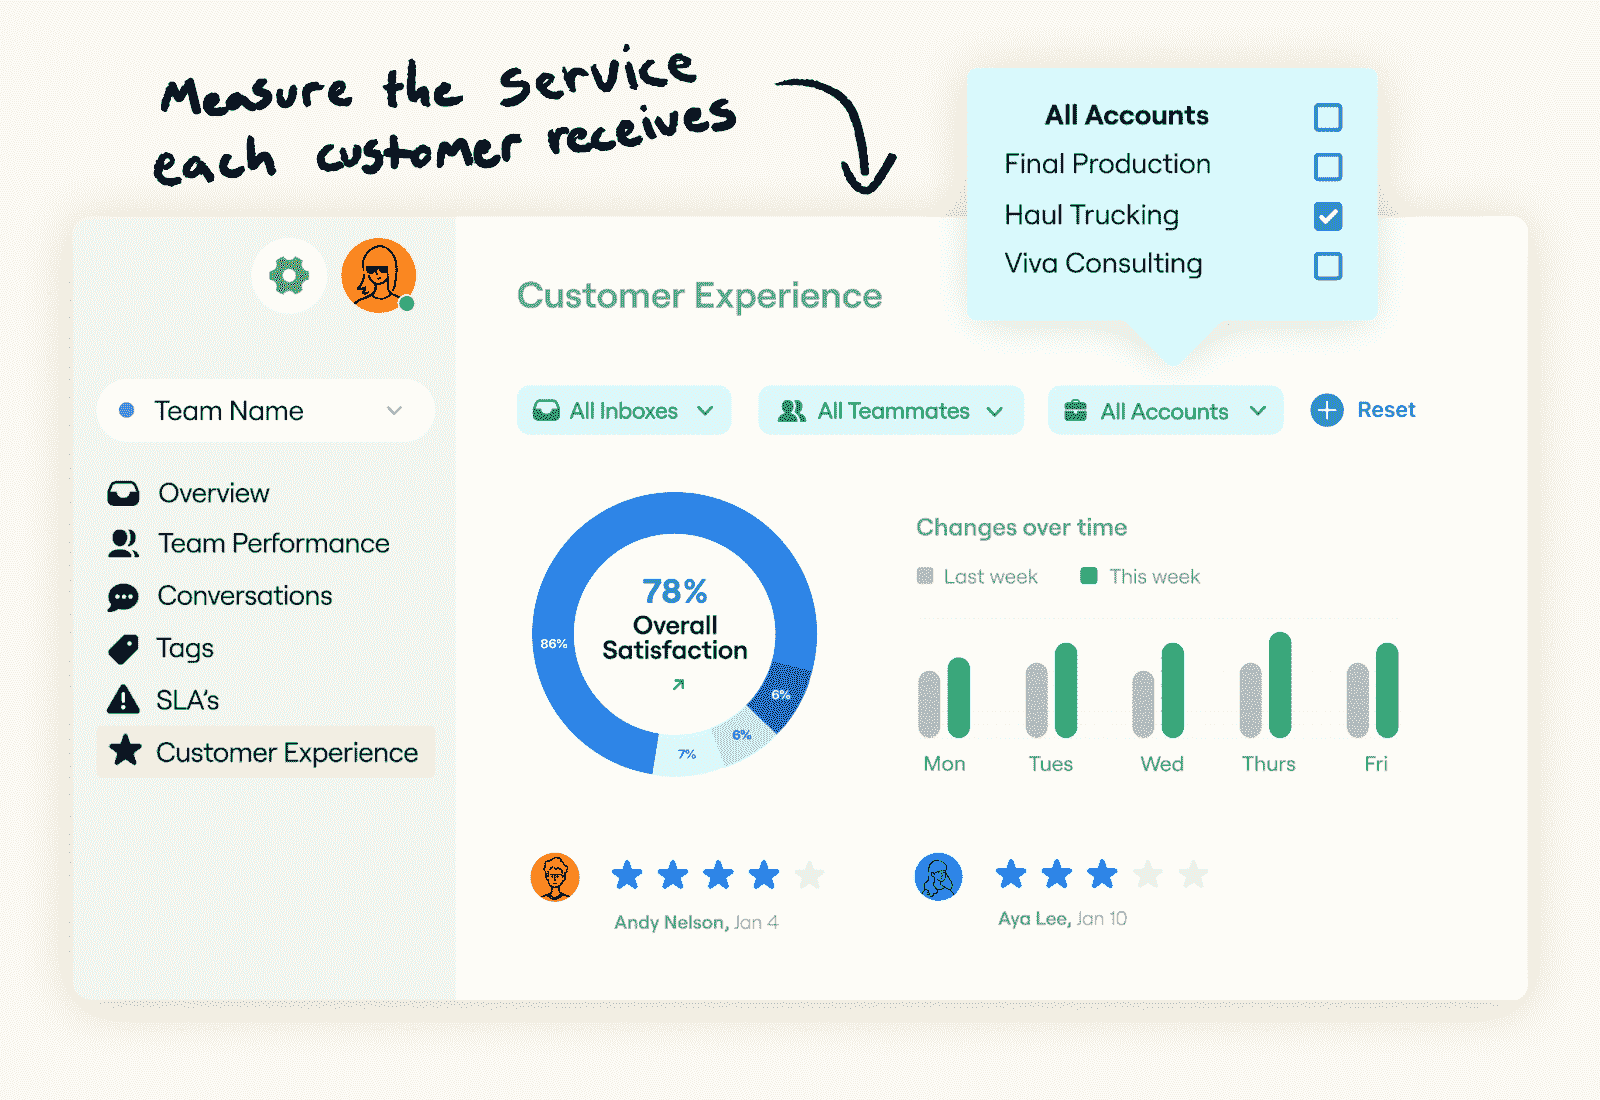 Measure the service
each customer receives
All Accounts
Final Production
Haul Trucking
Viva Consulting
Customer Experience
Team Name
All Inboxes
All Teammates
All Accounts
Reset
Overview
Team Performance
Conversations
Tags
SLA's
Customer Experience
78%
Overall
Satisfaction
86%
6%
6%
7%
Changes over time
Last week
This week
Mon
Tues
Wed
Thurs
Fri
Andy Nelson, Jan 4
Aya Lee, Jan 10